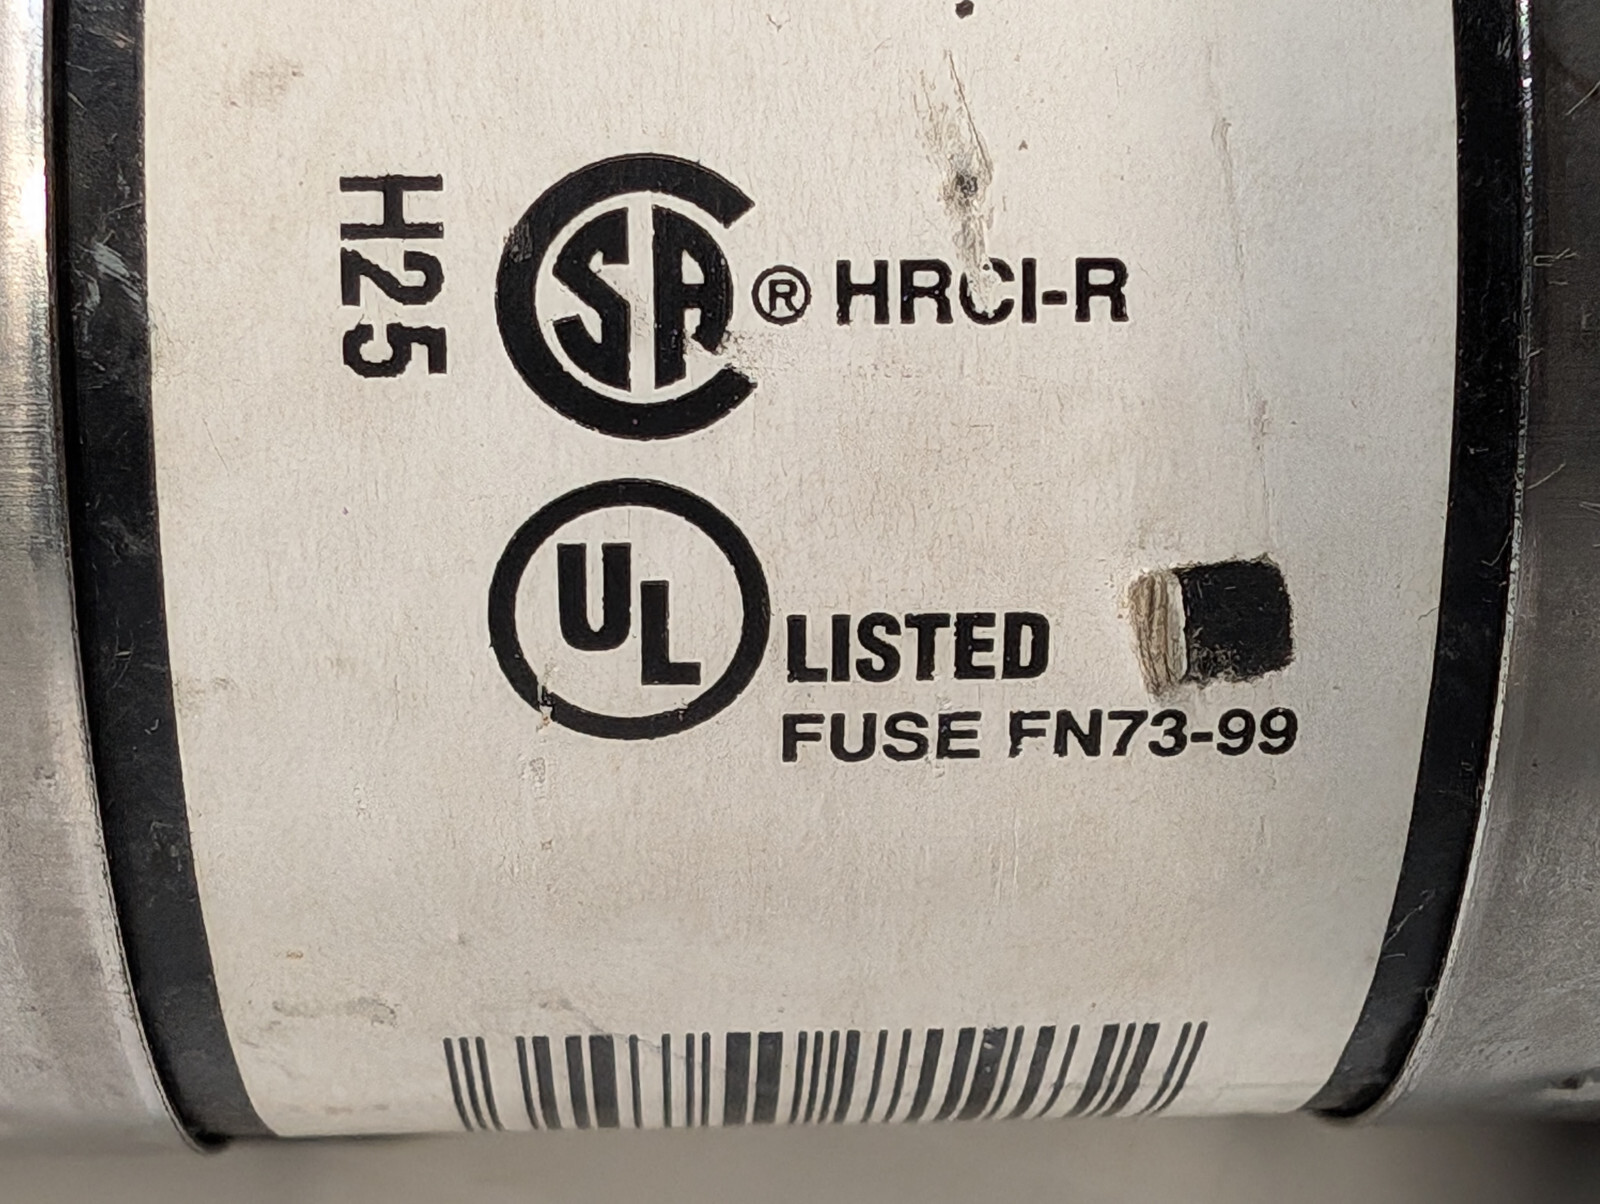 H25
CSA ® HRCI-R
UL LISTED
FUSE FN73-99